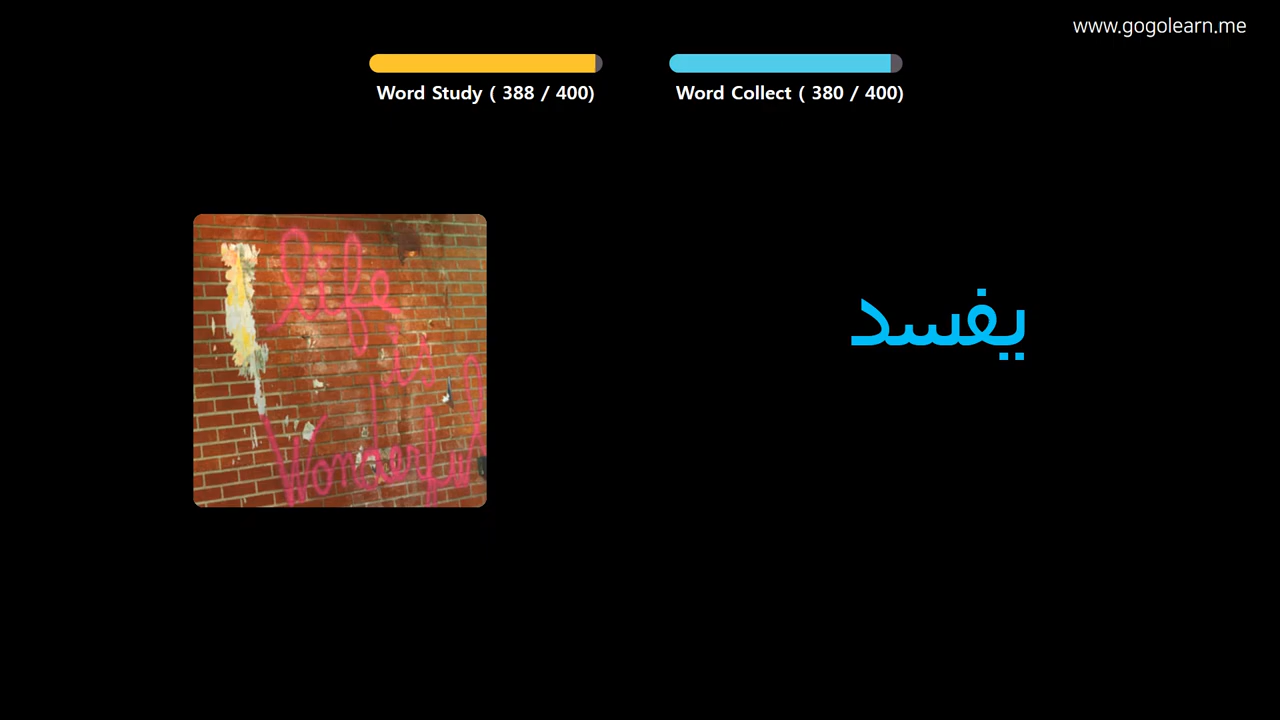 www.gogolearn.me
Word Study ( 388 / 400)
Word Collect ( 380 / 400)
life
is
Wonderful
يفسد